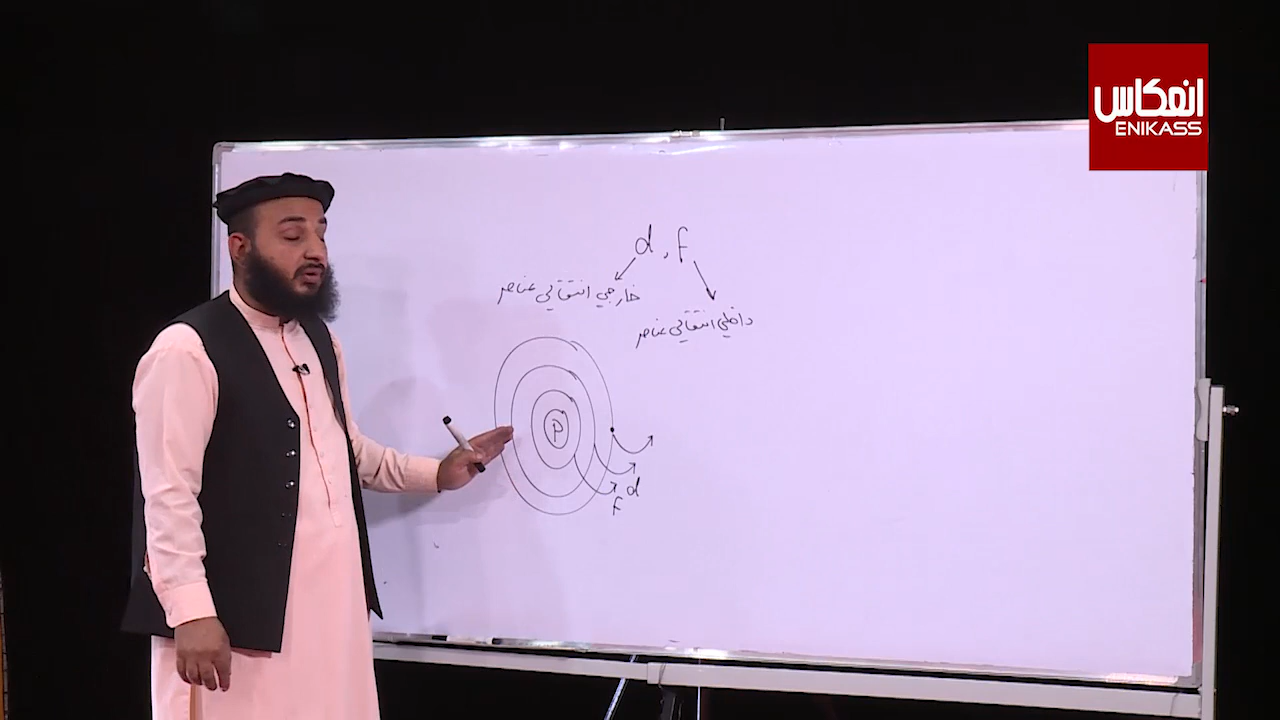 انعکاس
ENIKASS
d, f
خارجي انتقالي عناصر
داخلي انتقالي عناصر
P
d
f